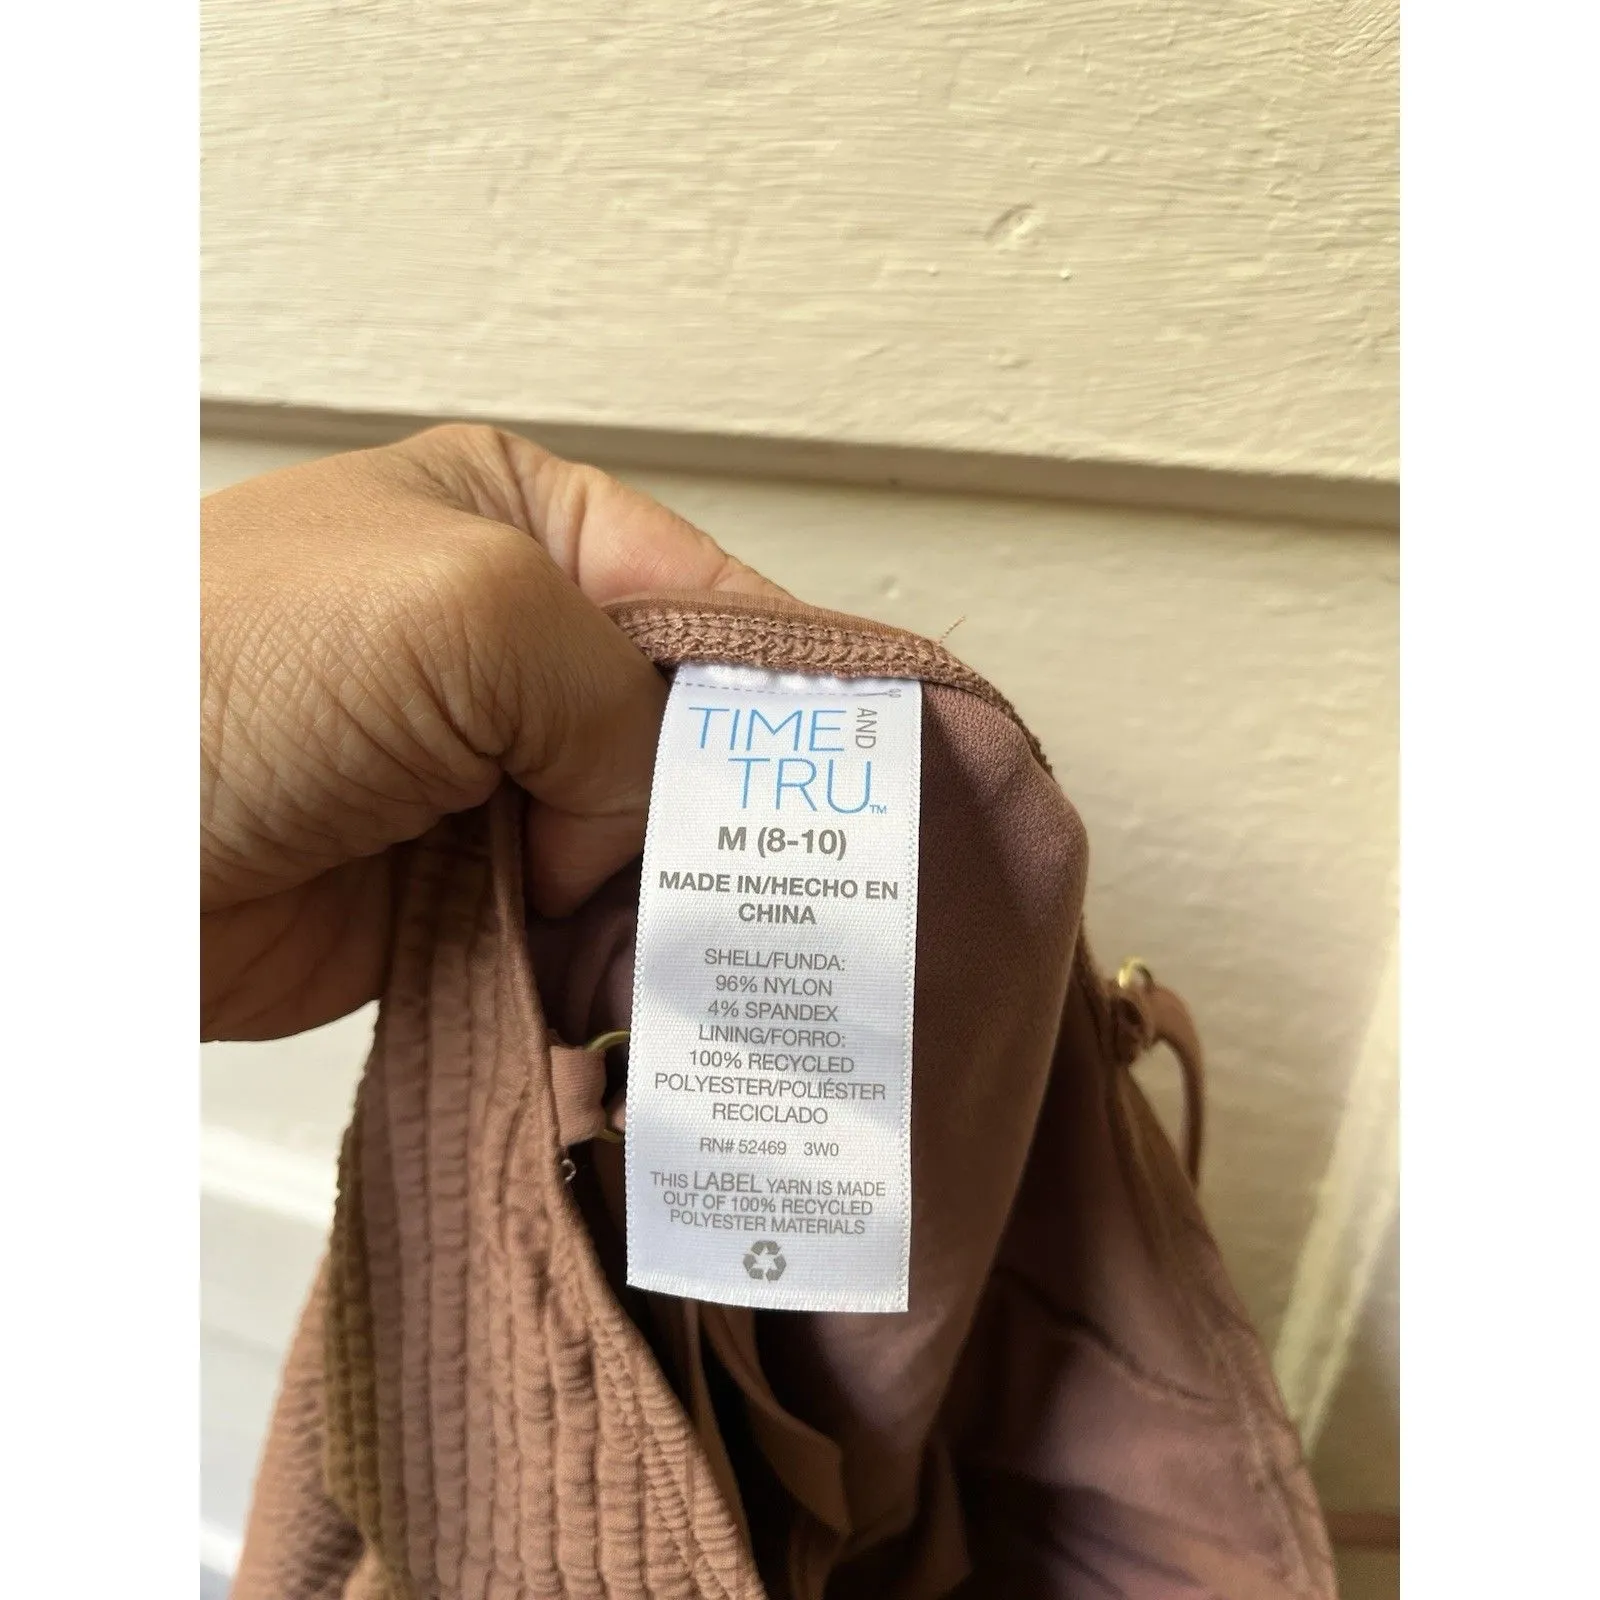 TIME AND
TRU™
M (8-10)
MADE IN/HECHO EN
CHINA
SHELL/FUNDA:
96% NYLON
4% SPANDEX
LINING/FORRO:
100% RECYCLED
POLYESTER/POLIÉSTER
RECICLADO
RN# 52469 3W0
THIS LABEL YARN IS MADE
OUT OF 100% RECYCLED
POLYESTER MATERIALS